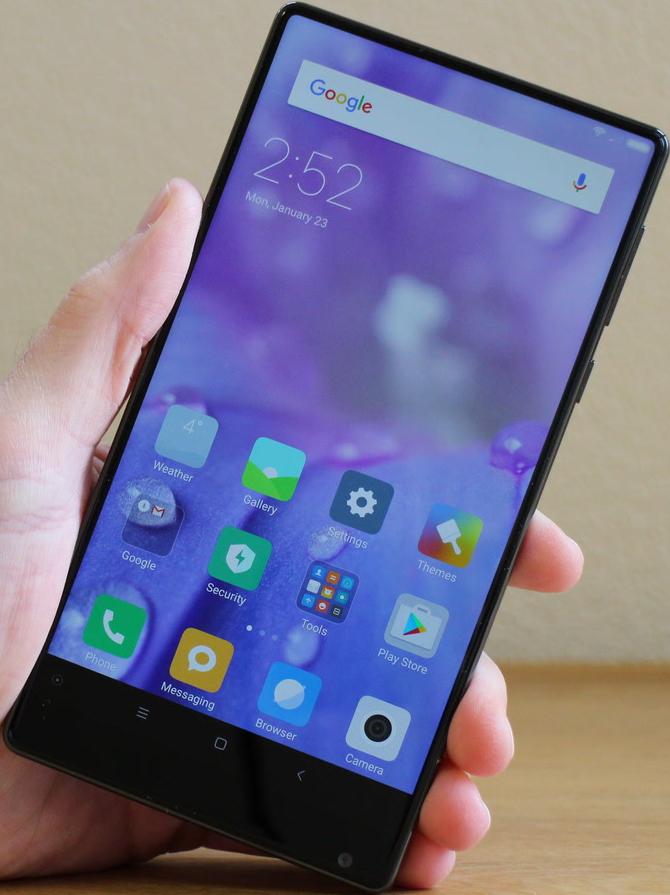 Google
2:52
Mon, January 23
4°
Weather
Gallery
Settings
Themes
Google
Security
Tools
Play Store
Phone
Messaging
Browser
Camera